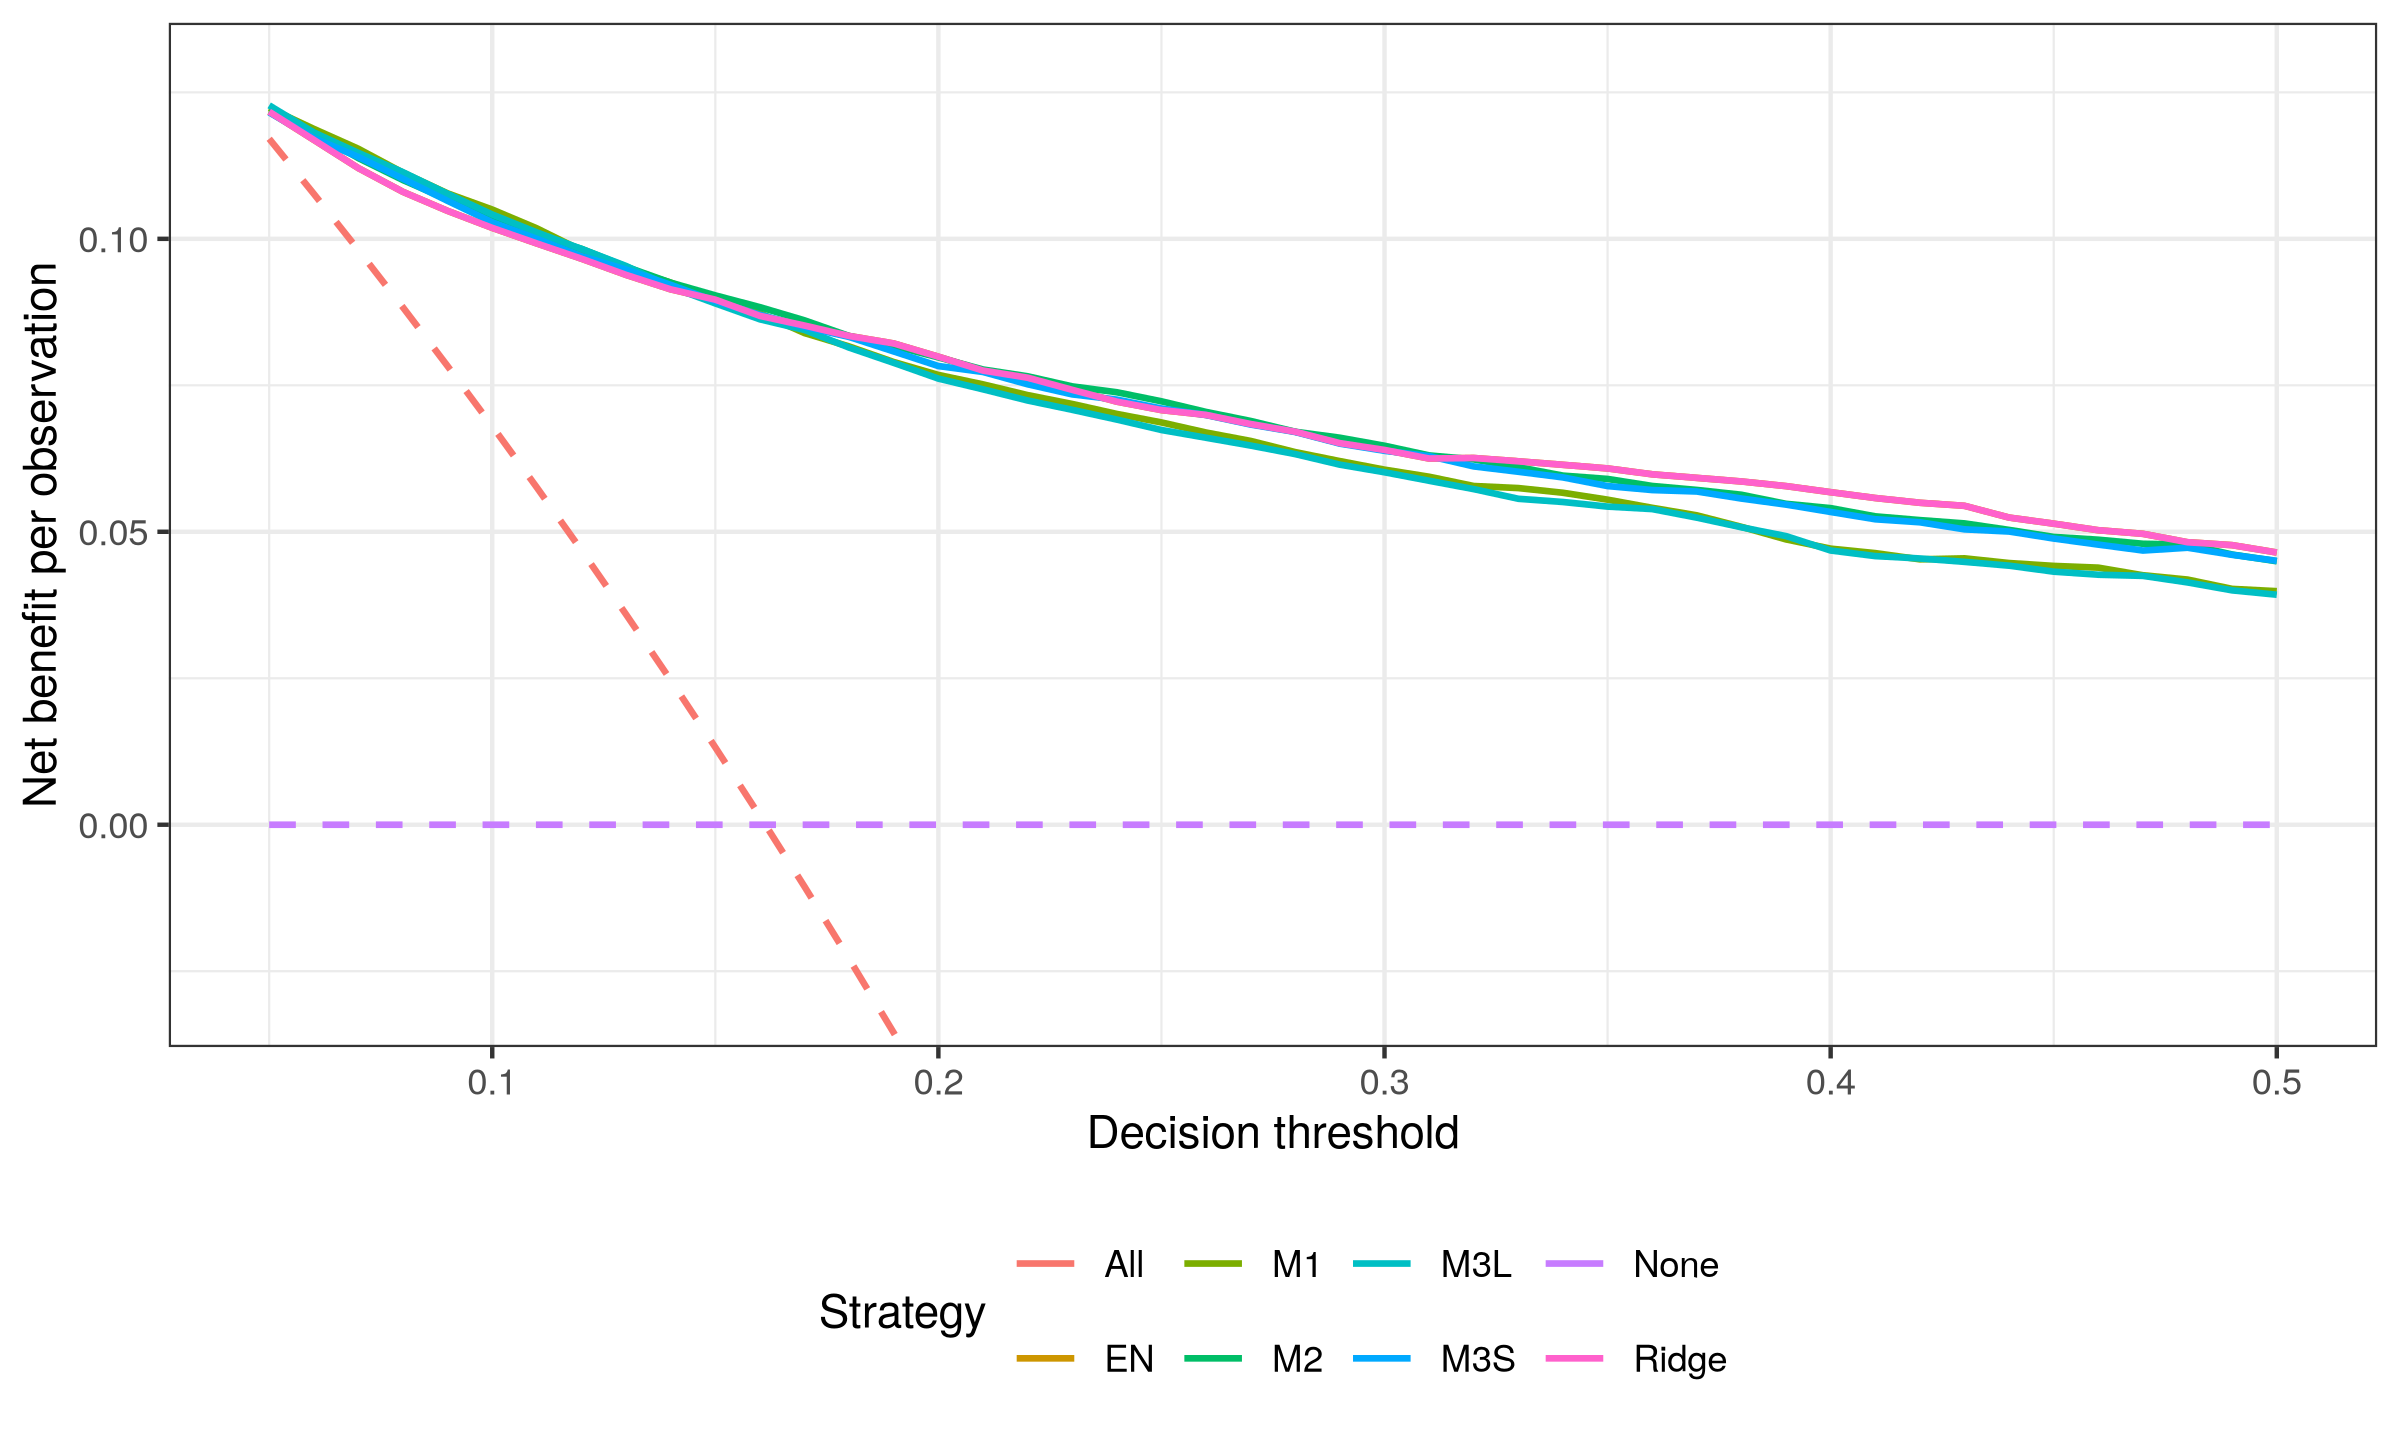 Net benefit per observation
0.10
0.05
0.00
0.1 0.2 0.3 0.4 0.5
Decision threshold
Strategy
All M1 M3L None
EN M2 M3S Ridge